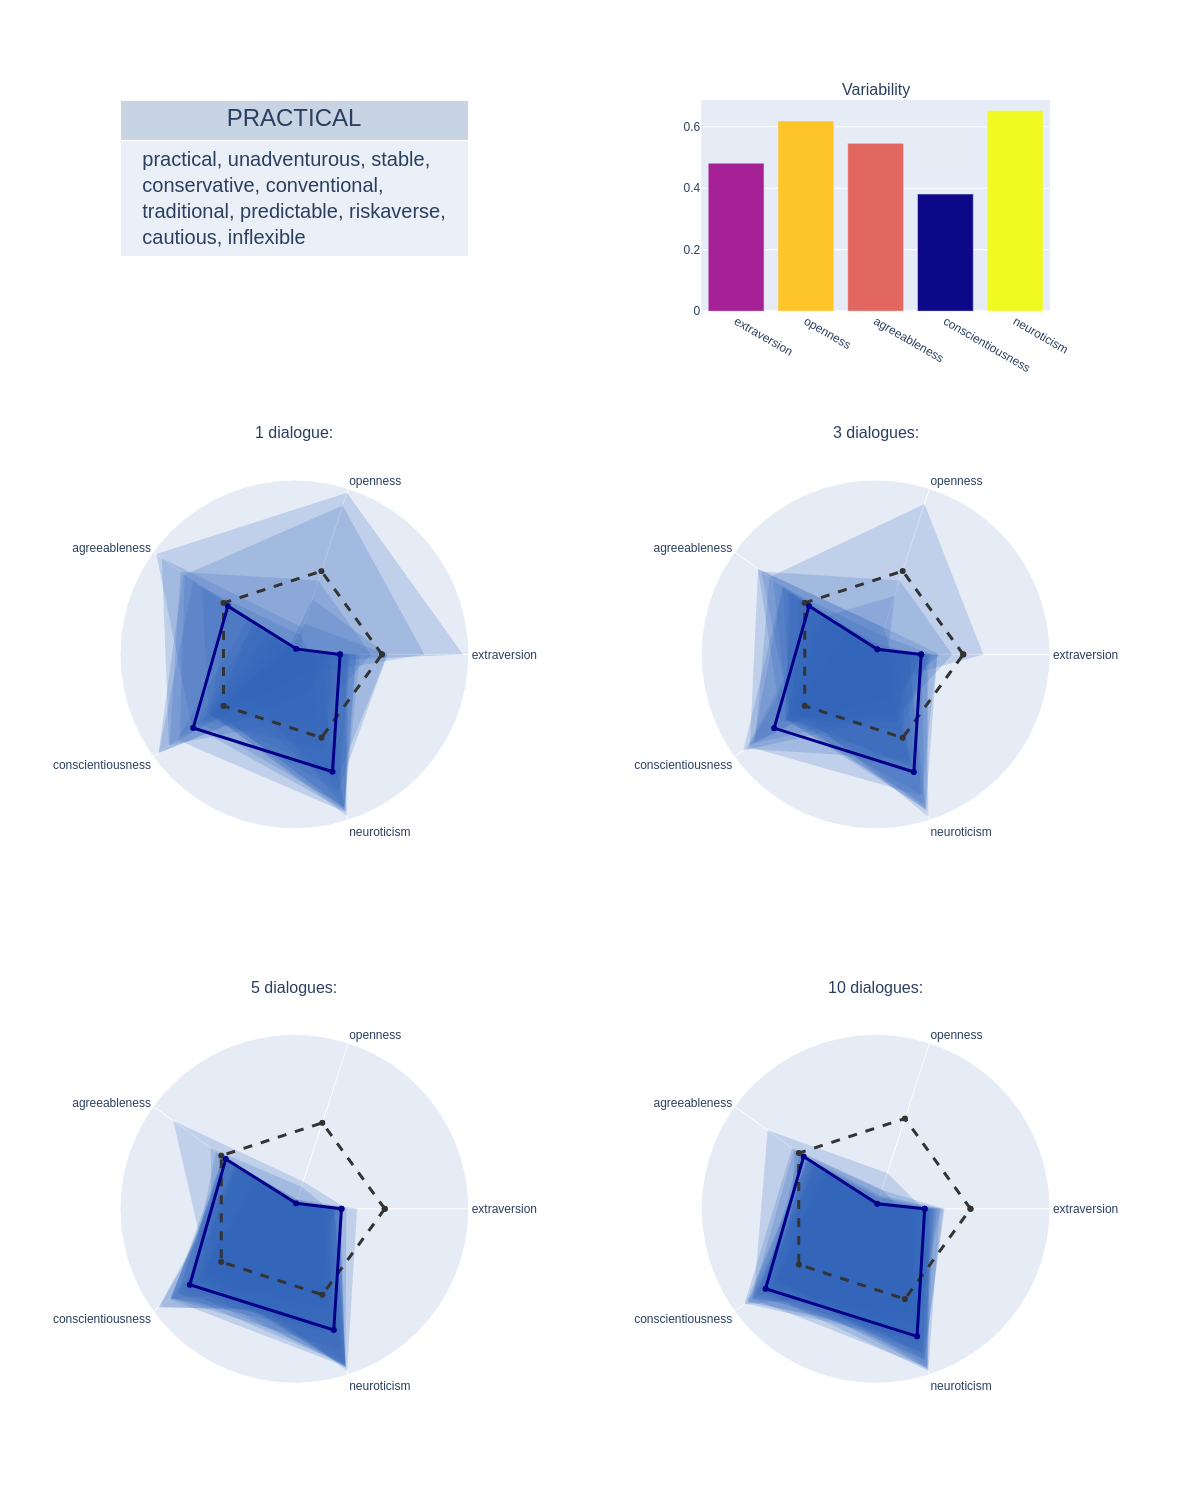 PRACTICAL
practical, unadventurous, stable,
conservative, conventional,
traditional, predictable, riskaverse,
cautious, inflexible
Variability
0.6
0.4
0.2
0
extraversion
openness
agreeableness
conscientiousness
neuroticism
1 dialogue:
openness
agreeableness
extraversion
conscientiousness
neuroticism
3 dialogues:
openness
agreeableness
extraversion
conscientiousness
neuroticism
5 dialogues:
openness
agreeableness
extraversion
conscientiousness
neuroticism
10 dialogues:
openness
agreeableness
extraversion
conscientiousness
neuroticism